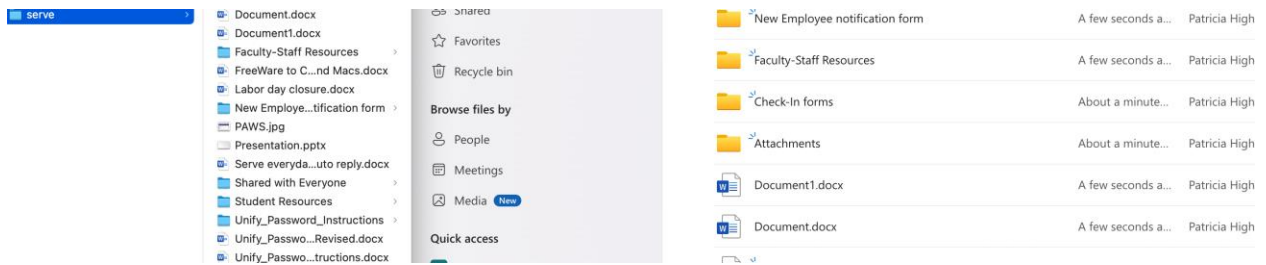 serve
Document.docx
Document1.docx
Faculty-Staff Resources
FreeWare to C...nd Macs.docx
Labor day closure.docx
New Employe...tification form
PAWS.jpg
Presentation.pptx
Serve everyda...uto reply.docx
Shared with Everyone
Student Resources
Unify_Password_Instructions
Unify_Passwo...Revised.docx
Unify_Passwo...tructions.docx
Shared
Favorites
Recycle bin
Browse files by
People
Meetings
Media New
Quick access
New Employee notification form A few seconds a... Patricia High
Faculty-Staff Resources A few seconds a... Patricia High
Check-In forms About a minute... Patricia High
Attachments About a minute... Patricia High
Document1.docx A few seconds a... Patricia High
Document.docx A few seconds a... Patricia High